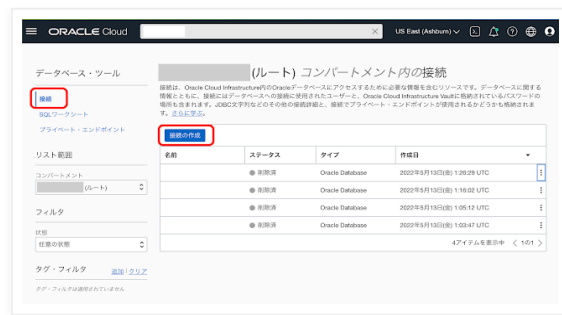 ORACLE Cloud
US East (Ashburn)
データベース・ツール
接続
SQLワークシート
プライベート・エンドポイント
リスト範囲
コンパートメント
(ルート)
フィルタ
状態
任意の状態
タグ・フィルタ 追加 | クリア
タグ・フィルタは適用されていません
(ルート) コンパートメント内の接続
接続は、Oracle Cloud Infrastructure内のOracleデータベースにアクセスするために必要な情報を含むリソースです。データベースに関する
情報とともに、接続にはデータベースへの接続に使用されたユーザーと、Oracle Cloud Infrastructure Vaultに格納されているパスワードの
場所も含まれます。JDBC文字列などのその他の接続詳細と、接続でプライベート・エンドポイントが使用されるかどうかも格納されま
す。さらに学ぶ。
接続の作成
名前 ステータス タイプ 作成日
削除済 Oracle Database 2022年5月13日(金) 1:26:29 UTC
削除済 Oracle Database 2022年5月13日(金) 1:16:02 UTC
削除済 Oracle Database 2022年5月13日(金) 1:05:12 UTC
削除済 Oracle Database 2022年5月13日(金) 1:03:47 UTC
4アイテムを表示中 < 1の1 >